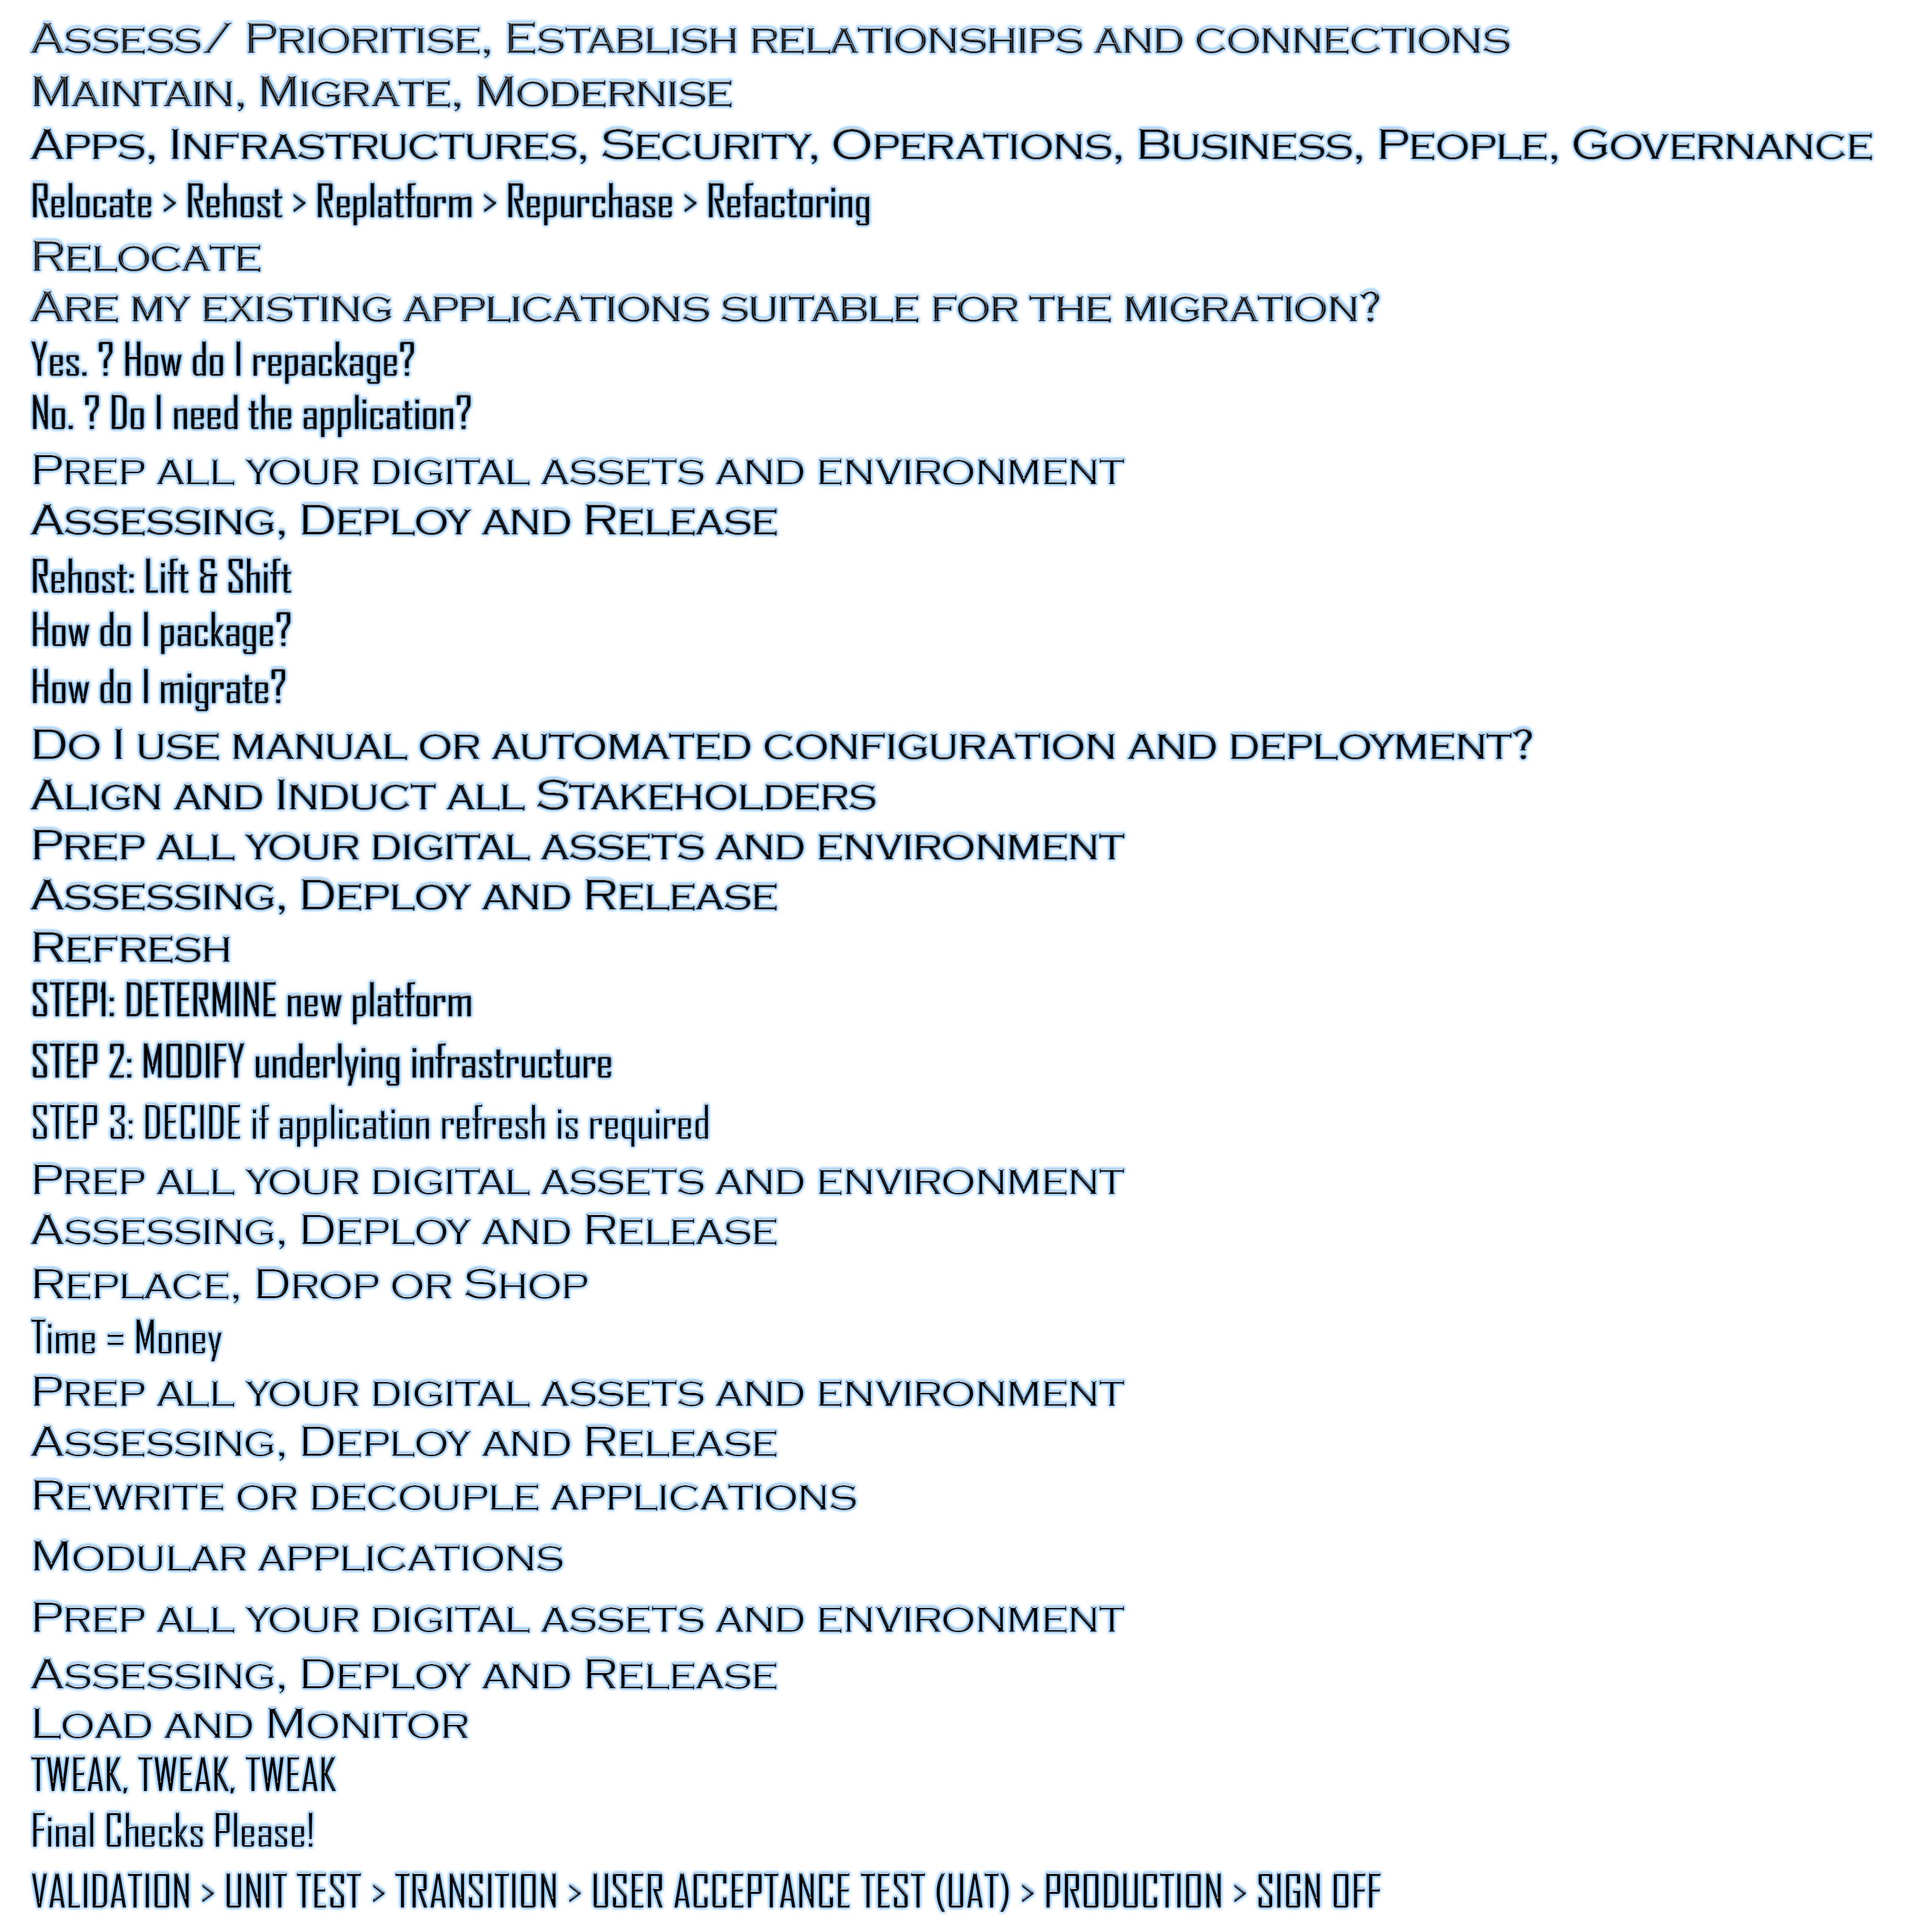 Assess/ Prioritise, Establish relationships and connections
Maintain, Migrate, Modernise
Apps, Infrastructures, Security, Operations, Business, People, Governance
Relocate > Rehost > Replatform > Repurchase > Refactoring
Relocate
Are my existing applications suitable for the migration?
Yes. ? How do I repackage?
No. ? Do I need the application?
Prep all your digital assets and environment
Assessing, Deploy and Release
Rehost: Lift & Shift
How do I package?
How do I migrate?
Do I use manual or automated configuration and deployment?
Align and Induct all Stakeholders
Prep all your digital assets and environment
Assessing, Deploy and Release
Refresh
STEP1: DETERMINE new platform
STEP 2: MODIFY underlying infrastructure
STEP 3: DECIDE if application refresh is required
Prep all your digital assets and environment
Assessing, Deploy and Release
Replace, Drop or Shop
Time = Money
Prep all your digital assets and environment
Assessing, Deploy and Release
Rewrite or decouple applications
Modular applications
Prep all your digital assets and environment
Assessing, Deploy and Release
Load and Monitor
TWEAK, TWEAK, TWEAK
Final Checks Please!
VALIDATION > UNIT TEST > TRANSITION > USER ACCEPTANCE TEST (UAT) > PRODUCTION > SIGN OFF